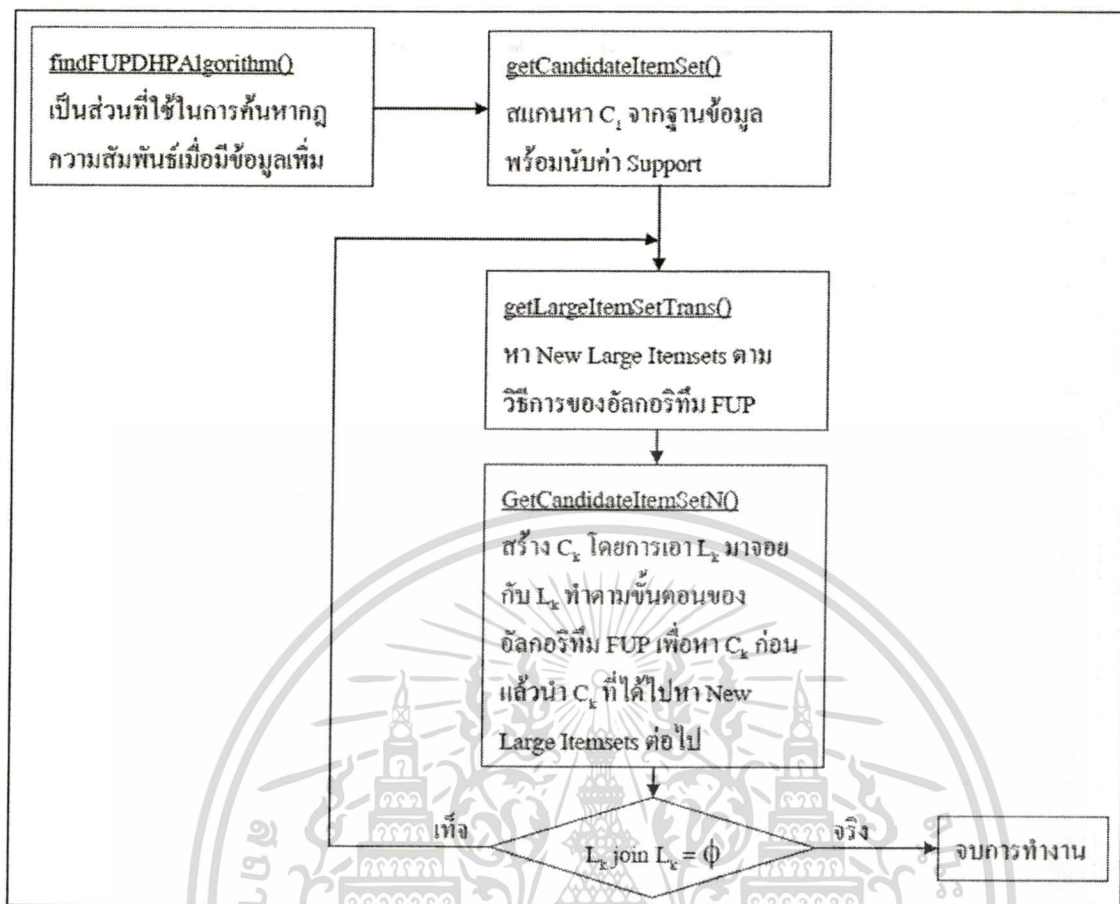 findFUPDHPAlgorithm()
เป็นส่วนที่ใช้ในการค้นหากฎ
ความสัมพันธ์เมื่อมีข้อมูลเพิ่ม
getCandidateItemSet()
สแกนหา C₁ จากฐานข้อมูล
พร้อมนับค่า Support
getLargeItemSetTrans()
หา New Large Itemsets ตาม
วิธีการของอัลกอริทึม FUP
GetCandidateItemSetN()
สร้าง Cₖ โดยการเอา Lₖ มาจอย
กับ Lₖ ทำตามขั้นตอนของ
อัลกอริทึม FUP เพื่อหา Cₖ ก่อน
แล้วนำ Cₖ ที่ได้ไปหา New
Large Itemsets ต่อไป
เท็จ
Lₖ join Lₖ = ϕ
จริง
จบการทำงาน